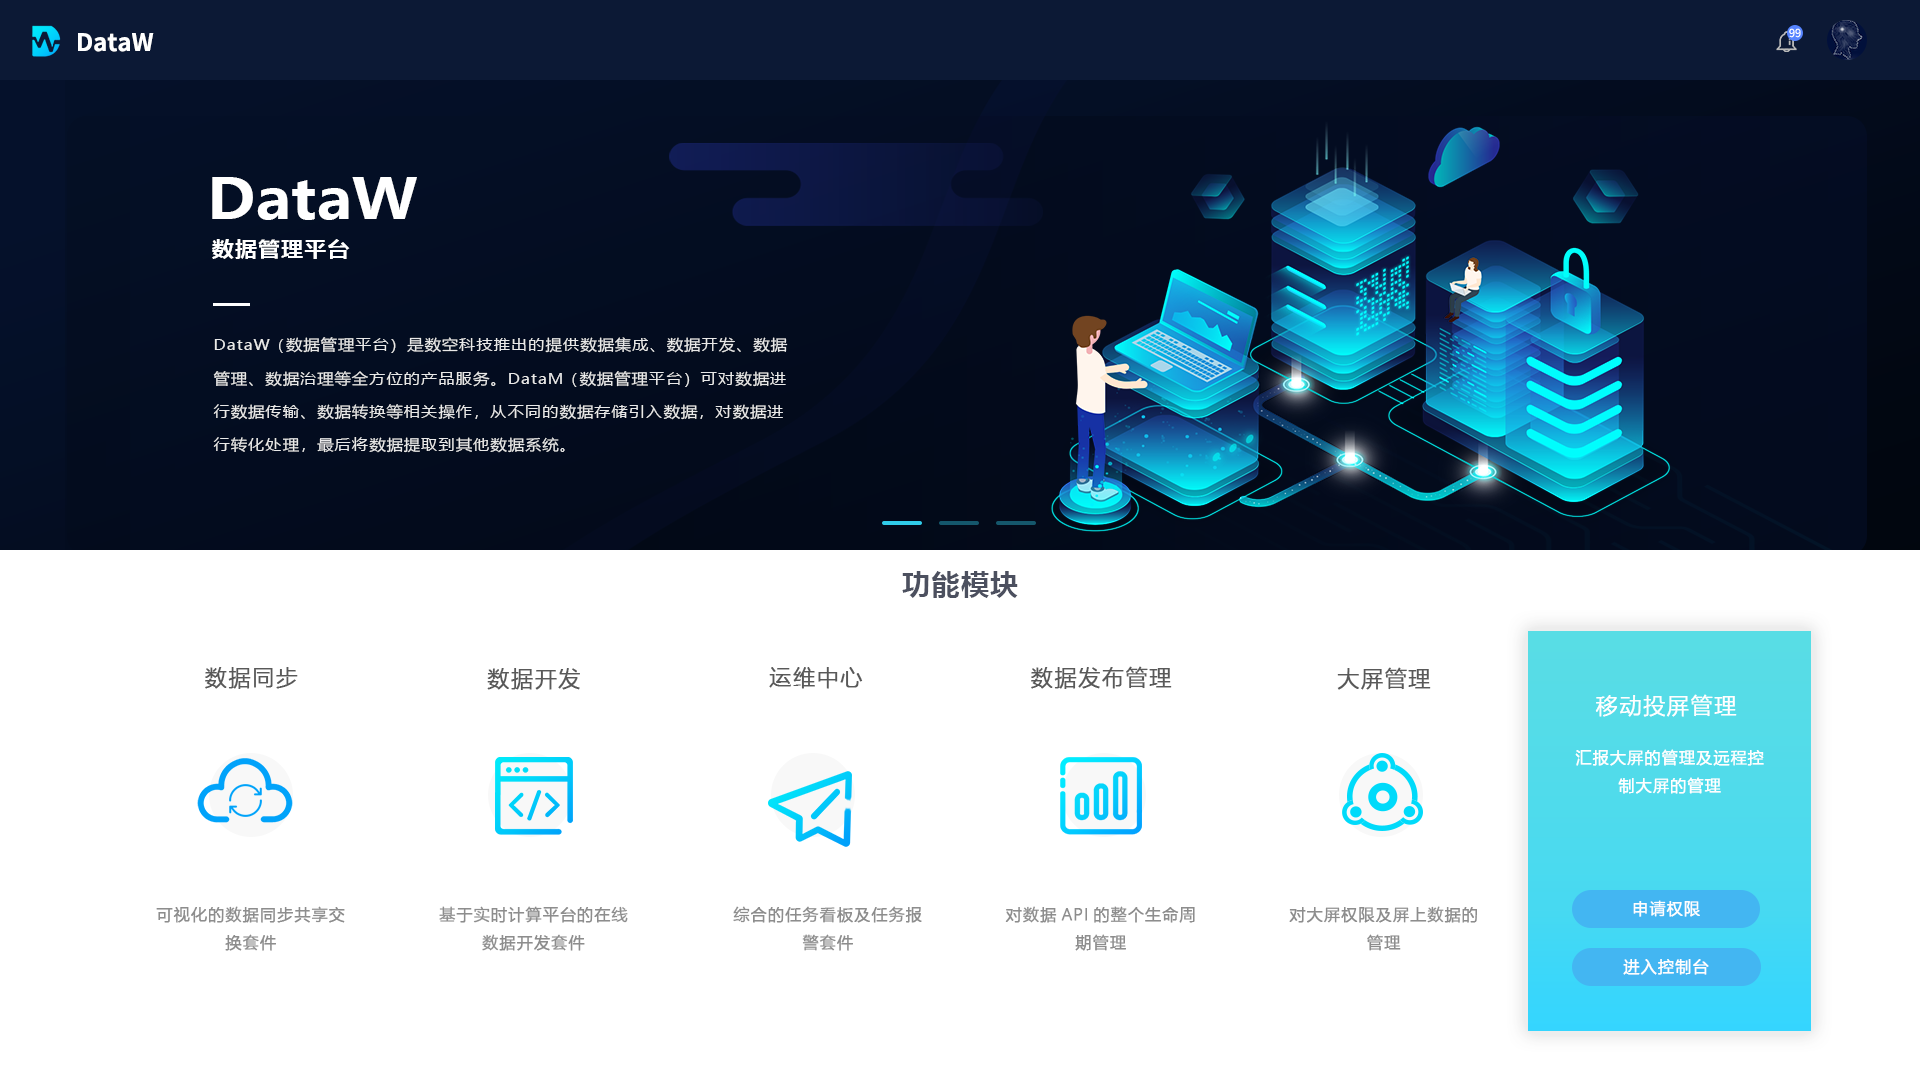 DataW
99
DataW
数据管理平台
DataW（数据管理平台）是数空科技推出的提供数据集成、数据开发、数据
管理、数据治理等全方位的产品服务。DataM（数据管理平台）可对数据进
行数据传输、数据转换等相关操作，从不同的数据存储引入数据，对数据进
行转化处理，最后将数据提取到其他数据系统。
功能模块
数据同步
可视化的数据同步共享交
换套件
数据开发
基于实时计算平台的在线
数据开发套件
运维中心
综合的任务看板及任务报
警套件
数据发布管理
对数据 API 的整个生命周
期管理
大屏管理
对大屏权限及屏上数据的
管理
移动投屏管理
汇报大屏的管理及远程控
制大屏的管理
申请权限
进入控制台